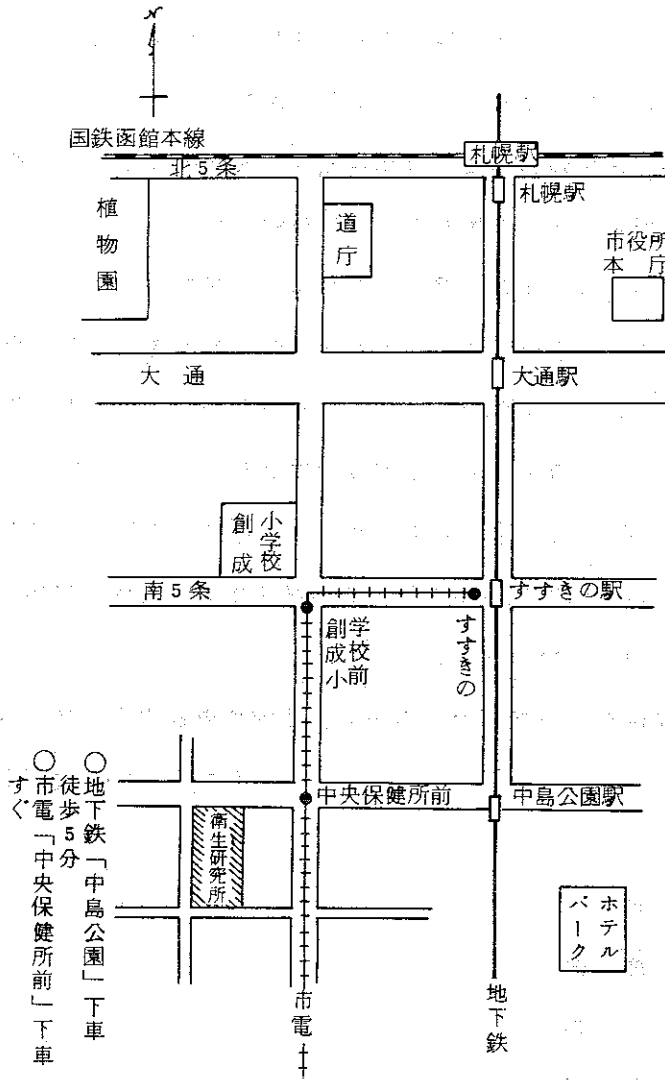 N
国鉄函館本線
札幌駅
北5条
札幌駅
植物園
道庁
市役所
本庁
大通
大通駅
小学校
創成
南5条
すすきの駅
学校前
創成小
すすきの
中央保健所前
中島公園駅
衛生研究所
ホテル
パーク
市電
地下鉄
○地下鉄「中島公園」下車
徒歩5分
○市電「中央保健所前」下車
すぐ